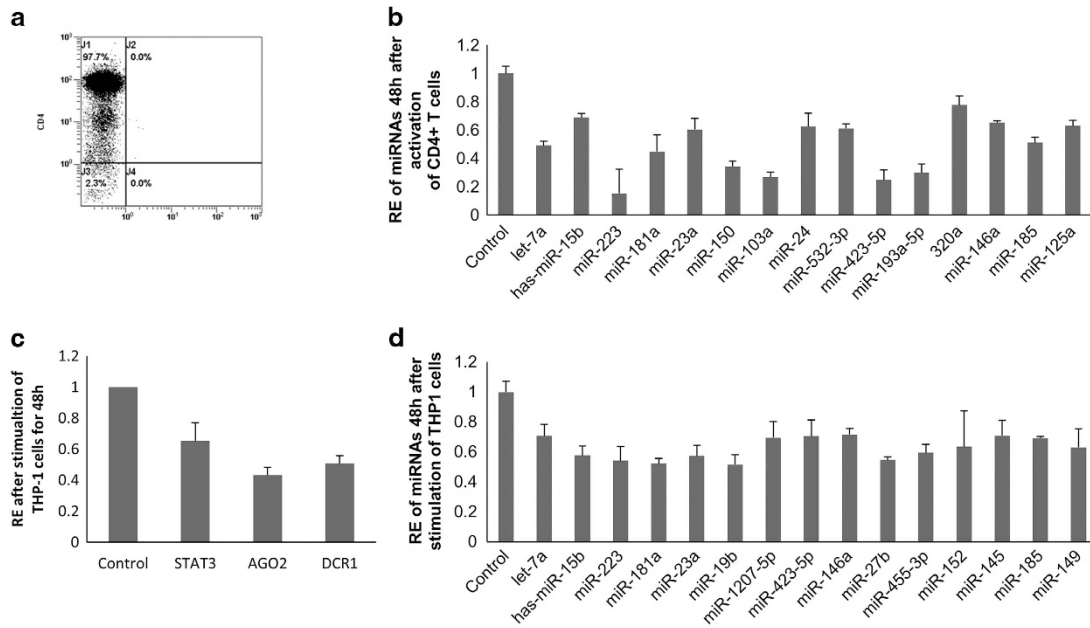 a
10³
10²
10¹
10⁰
CD4
J1
97.7%
J2
0.0%
J3
2.3%
J4
0.0%
10⁰ 10¹ 10²
b
RE of miRNAs 48h after
activation
of CD4+ T cells
1.2
1
0.8
0.6
0.4
0.2
0
Control
let-7a
has-miR-15b
miR-223
miR-181a
miR-23a
miR-150
miR-103a
miR-24
miR-532-3p
miR-423-5p
miR-193a-5p
320a
miR-146a
miR-185
miR-125a
c
RE after stimualtion of
THP-1 cells for 48h
1.2
1
0.8
0.6
0.4
0.2
0
Control STAT3 AGO2 DCR1
d
RE of miRNAs 48h after
stimulation of THP1 cells
1.2
1
0.8
0.6
0.4
0.2
0
Control
let-7a
has-miR-15b
miR-223
miR-181a
miR-23a
miR-19b
miR-1207-5p
miR-423-5p
miR-146a
miR-27b
miR-455-3p
miR-152
miR-145
miR-185
miR-149